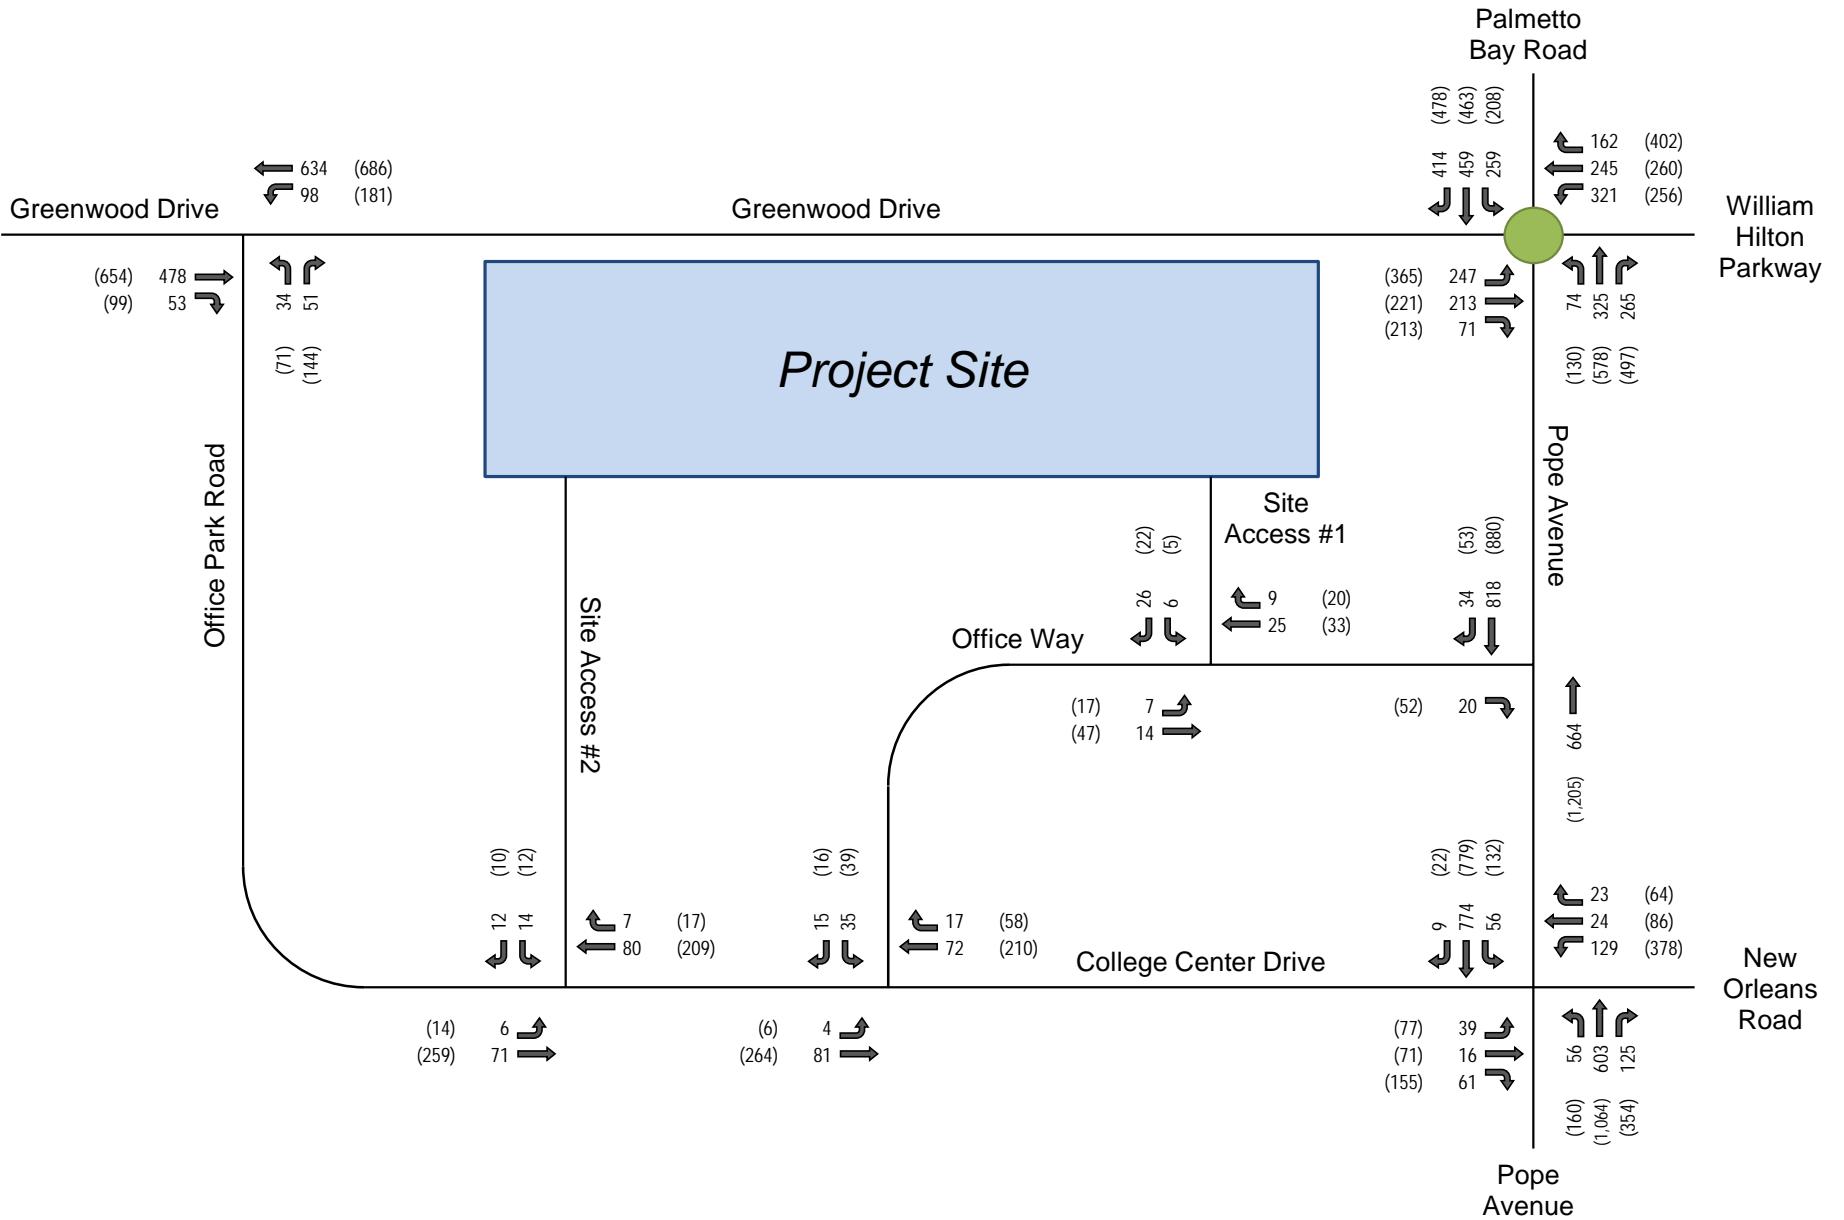 Palmetto
Bay Road
(478) (463) (208)
414 459 259
162 (402)
245 (260)
321 (256)
634 (686)
98 (181)
Greenwood Drive
Greenwood Drive
William
Hilton
Parkway
(654) 478
(99) 53
34 51
(71) (144)
(365) 247
(221) 213
(213) 71
74 325 265
(130) (578) (497)
Project Site
Office Park Road
Pope Avenue
Site
Access #1
(22) (5)
26 6
9 (20)
25 (33)
(53) (880)
34 818
Site Access #2
Office Way
(17) 7
(47) 14
(52) 20
664
(1,205)
(10) (12)
12 14
7 (17)
80 (209)
(16) (39)
15 35
17 (58)
72 (210)
(22) (779) (132)
9 774 56
23 (64)
24 (86)
129 (378)
College Center Drive
New
Orleans
Road
(14) 6
(259) 71
(6) 4
(264) 81
(77) 39
(71) 16
(155) 61
56 603 125
(160) (1,064) (354)
Pope
Avenue